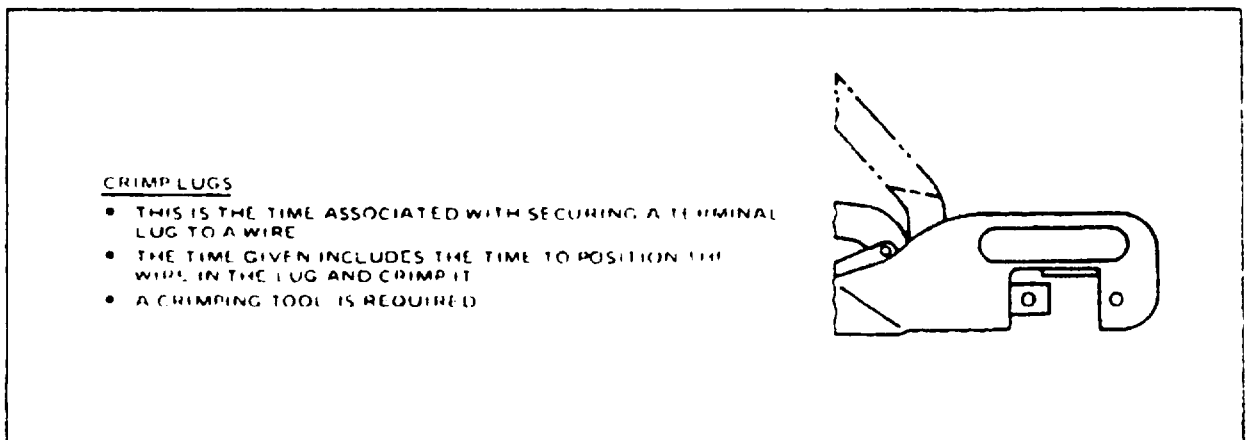 CRIMP LUGS
• THIS IS THE TIME ASSOCIATED WITH SECURING A TERMINAL
LUG TO A WIRE
• THE TIME GIVEN INCLUDES THE TIME TO POSITION THE
WIRE IN THE LUG AND CRIMP IT
• A CRIMPING TOOL IS REQUIRED